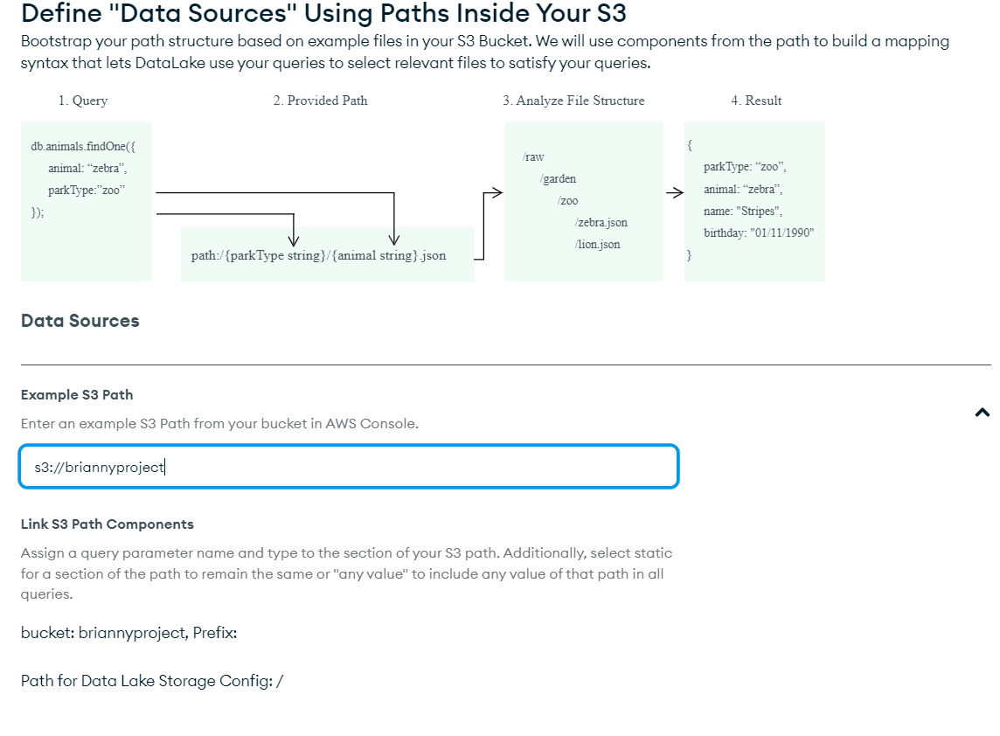 Define "Data Sources" Using Paths Inside Your S3
Bootstrap your path structure based on example files in your S3 Bucket. We will use components from the path to build a mapping
syntax that lets DataLake use your queries to select relevant files to satisfy your queries.
1. Query
2. Provided Path
3. Analyze File Structure
4. Result
db.animals.findOne({
animal: “zebra”,
parkType:”zoo”
});
path:/{parkType string}/{animal string}.json
/raw
/garden
/zoo
/zebra.json
/lion.json
{
parkType: “zoo”,
animal: “zebra”,
name: "Stripes",
birthday: "01/11/1990"
}
Data Sources
Example S3 Path
Enter an example S3 Path from your bucket in AWS Console.
s3://briannyproject
Link S3 Path Components
Assign a query parameter name and type to the section of your S3 path. Additionally, select static
for a section of the path to remain the same or "any value" to include any value of that path in all
queries.
bucket: briannyproject, Prefix:
Path for Data Lake Storage Config: /